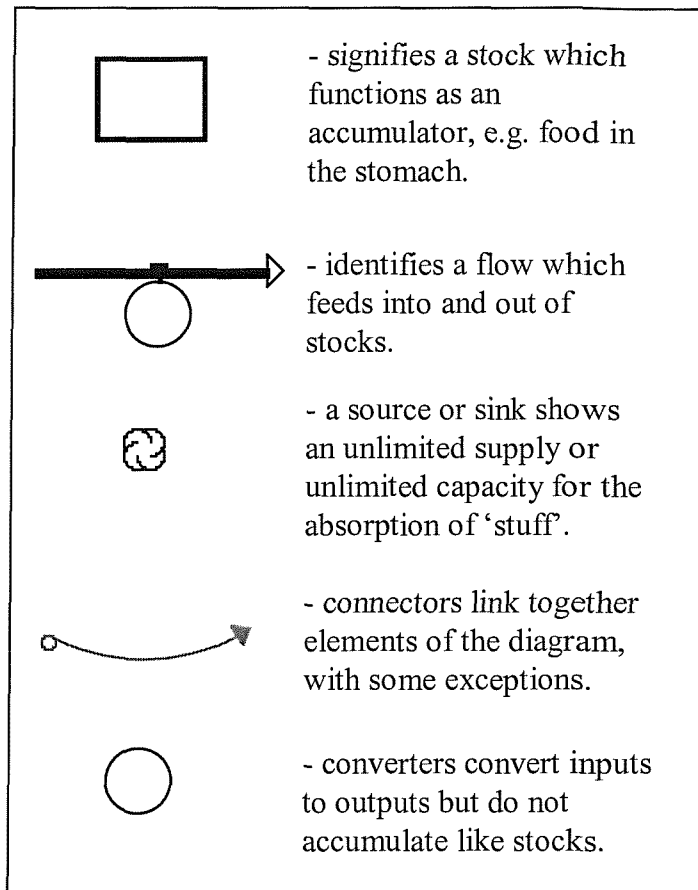 - signifies a stock which
functions as an
accumulator, e.g. food in
the stomach.
- identifies a flow which
feeds into and out of
stocks.
- a source or sink shows
an unlimited supply or
unlimited capacity for the
absorption of ‘stuff’.
- connectors link together
elements of the diagram,
with some exceptions.
- converters convert inputs
to outputs but do not
accumulate like stocks.